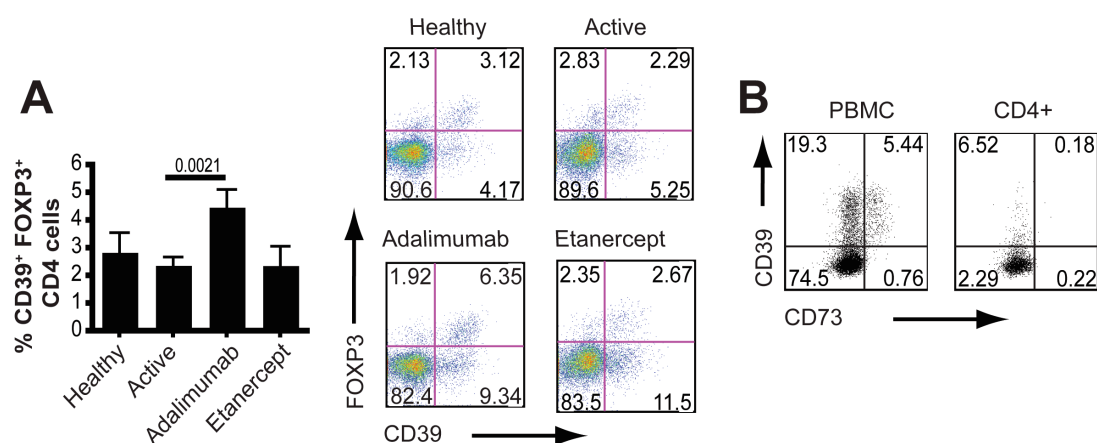 A
% CD39+ FOXP3+
CD4 cells
6
5
4
3
2
1
0
0.0021
Healthy
Active
Adalimumab
Etanercept
Healthy
2.13 3.12
90.6 4.17
Active
2.83 2.29
89.6 5.25
Adalimumab
1.92 6.35
82.4 9.34
Etanercept
2.35 2.67
83.5 11.5
FOXP3
CD39
B
PBMC
19.3 5.44
74.5 0.76
CD4+
6.52 0.18
2.29 0.22
CD39
CD73